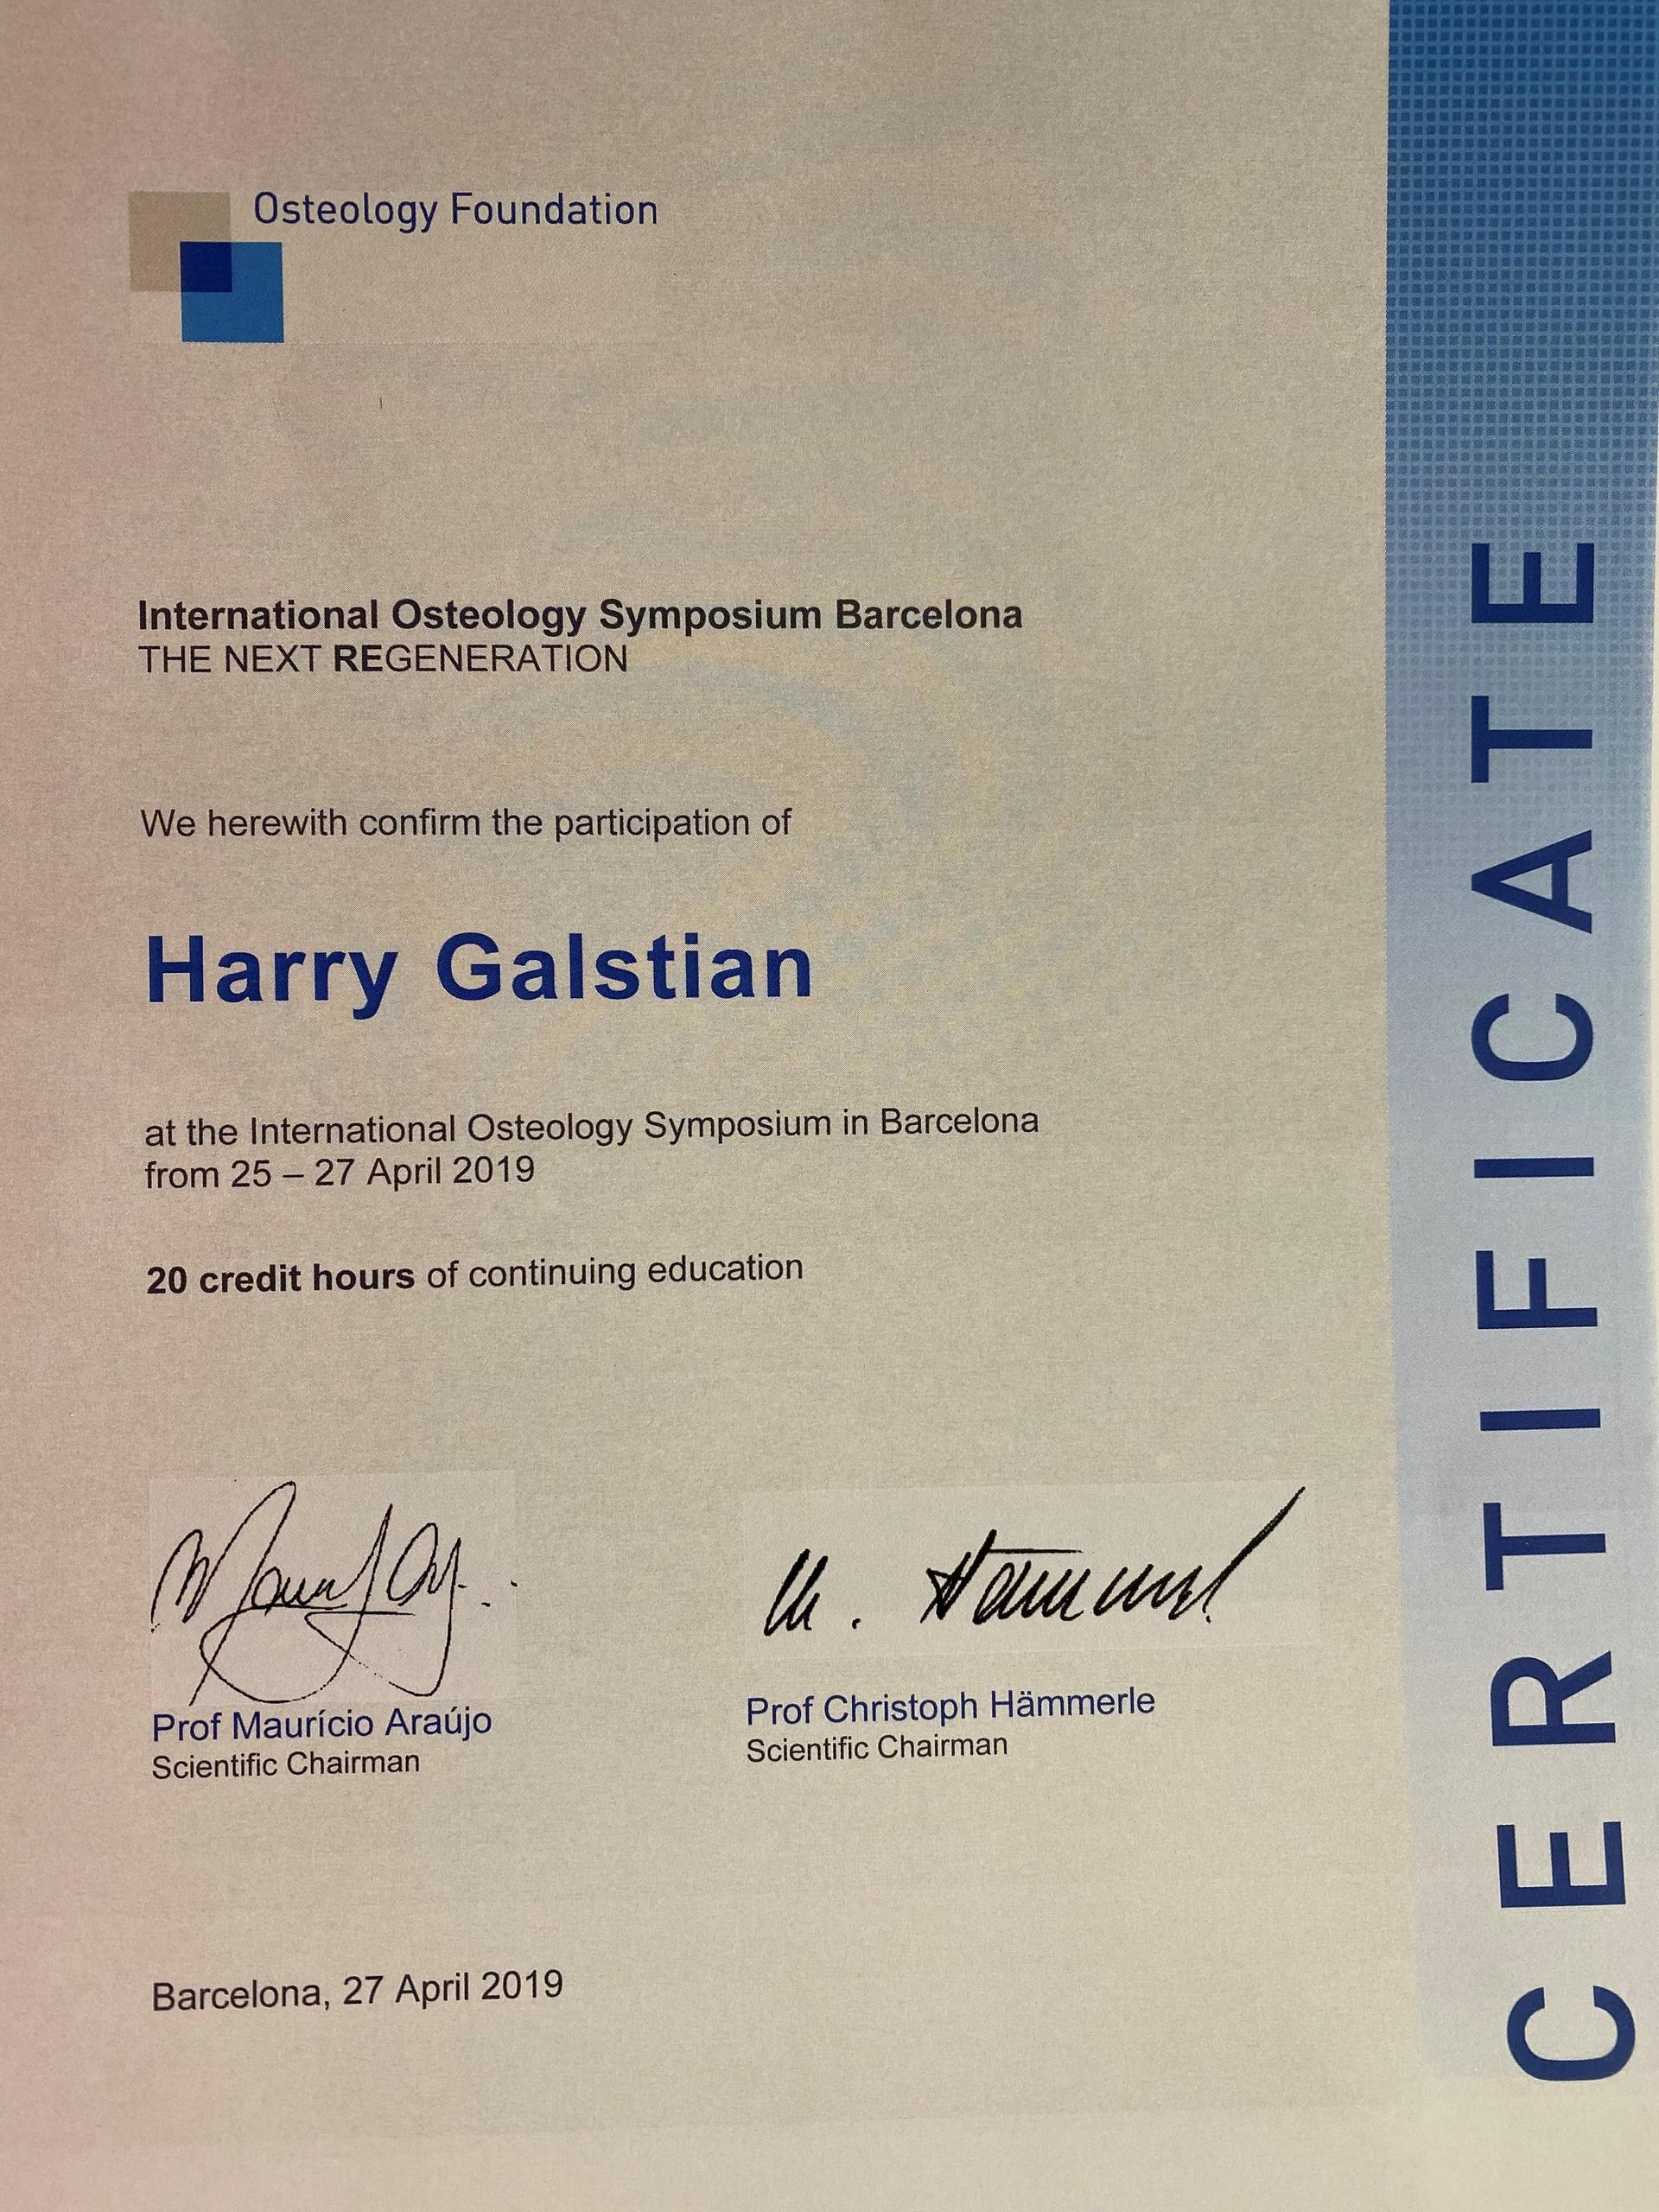 Osteology Foundation
International Osteology Symposium Barcelona
THE NEXT REGENERATION
We herewith confirm the participation of
Harry Galstian
at the International Osteology Symposium in Barcelona
from 25 – 27 April 2019
20 credit hours of continuing education
Prof Maurício Araújo
Scientific Chairman
Prof Christoph Hämmerle
Scientific Chairman
Barcelona, 27 April 2019
CERTIFICATE